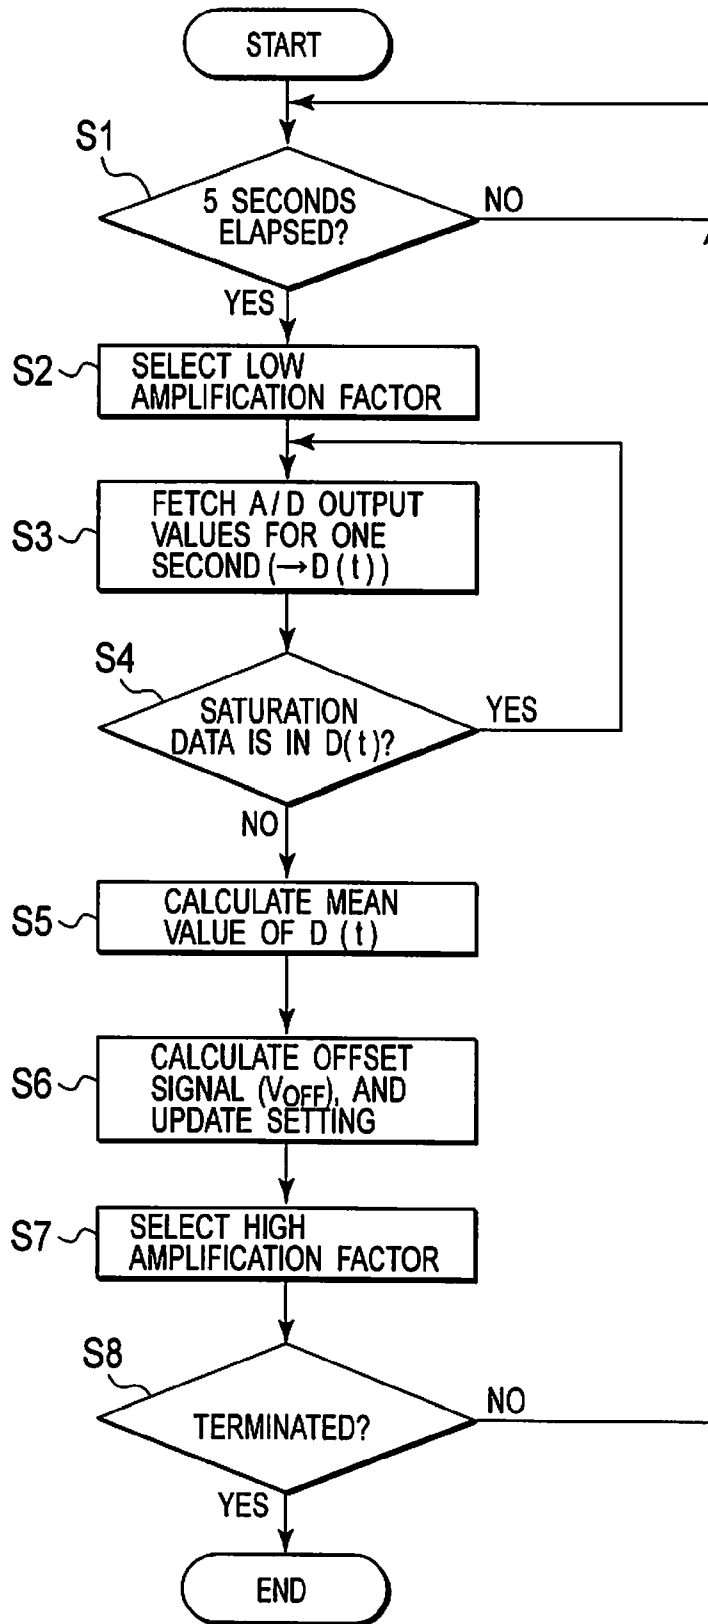 START
S1
5 SECONDS
ELAPSED?
NO
YES
S2
SELECT LOW
AMPLIFICATION FACTOR
S3
FETCH A/D OUTPUT
VALUES FOR ONE
SECOND (→D(t))
S4
SATURATION
DATA IS IN D(t)?
YES
NO
S5
CALCULATE MEAN
VALUE OF D (t)
S6
CALCULATE OFFSET
SIGNAL (VOFF), AND
UPDATE SETTING
S7
SELECT HIGH
AMPLIFICATION FACTOR
S8
TERMINATED?
NO
YES
END